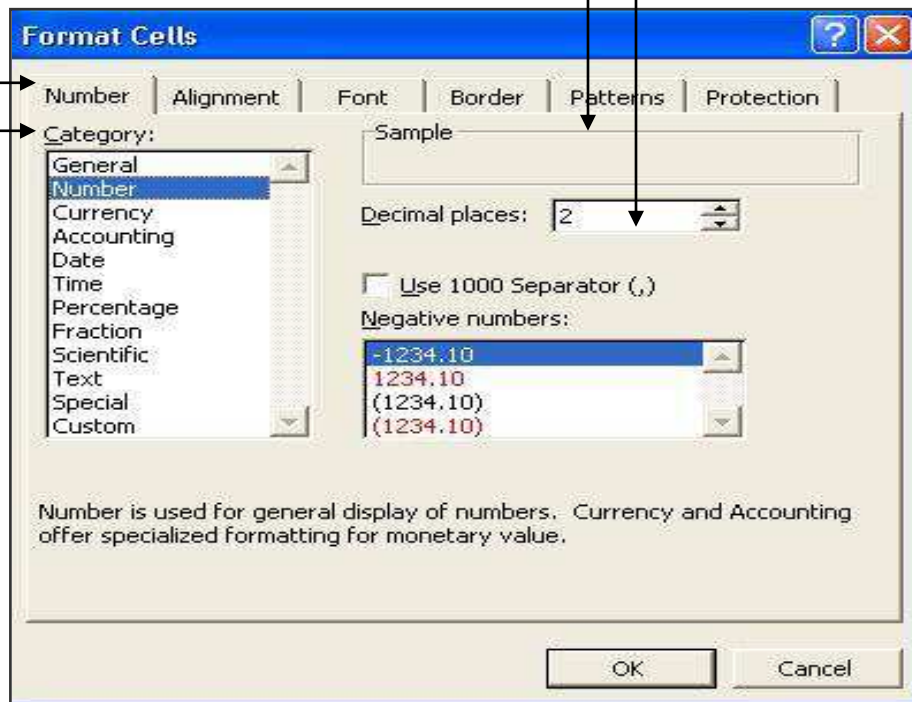 Format Cells
Number Alignment Font Border Patterns Protection
Category:
General
Number
Currency
Accounting
Date
Time
Percentage
Fraction
Scientific
Text
Special
Custom
Sample
Decimal places: 2
Use 1000 Separator (,)
Negative numbers:
-1234.10
1234.10
(1234.10)
(1234.10)
Number is used for general display of numbers. Currency and Accounting
offer specialized formatting for monetary value.
OK Cancel